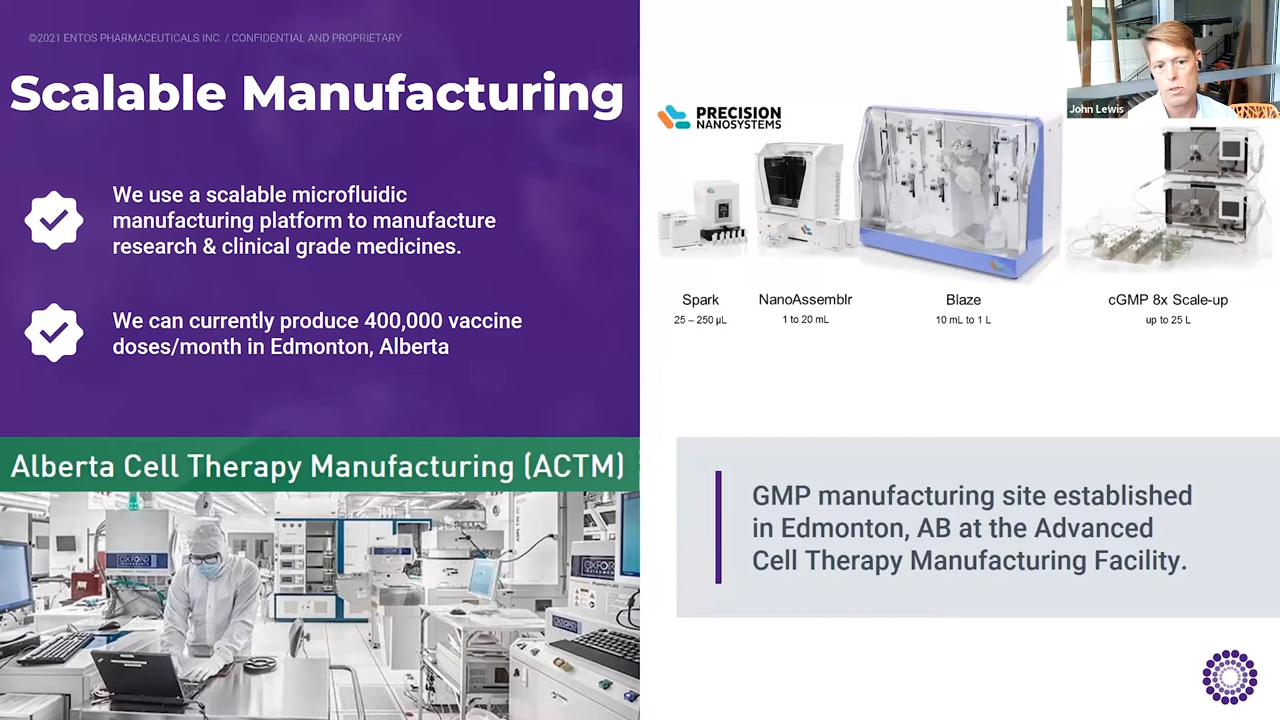 ©2021 ENTOS PHARMACEUTICALS INC. / CONFIDENTIAL AND PROPRIETARY
Scalable Manufacturing
We use a scalable microfluidic
manufacturing platform to manufacture
research & clinical grade medicines.
We can currently produce 400,000 vaccine
doses/month in Edmonton, Alberta
Alberta Cell Therapy Manufacturing (ACTM)
OXFORD
INSTRUMENTS
OXFORD
INSTRUMENTS
John Lewis
PRECISION
NANOSYSTEMS
Spark
25 – 250 µL
NanoAssemblr
1 to 20 mL
Blaze
10 mL to 1 L
cGMP 8x Scale-up
up to 25 L
GMP manufacturing site established
in Edmonton, AB at the Advanced
Cell Therapy Manufacturing Facility.